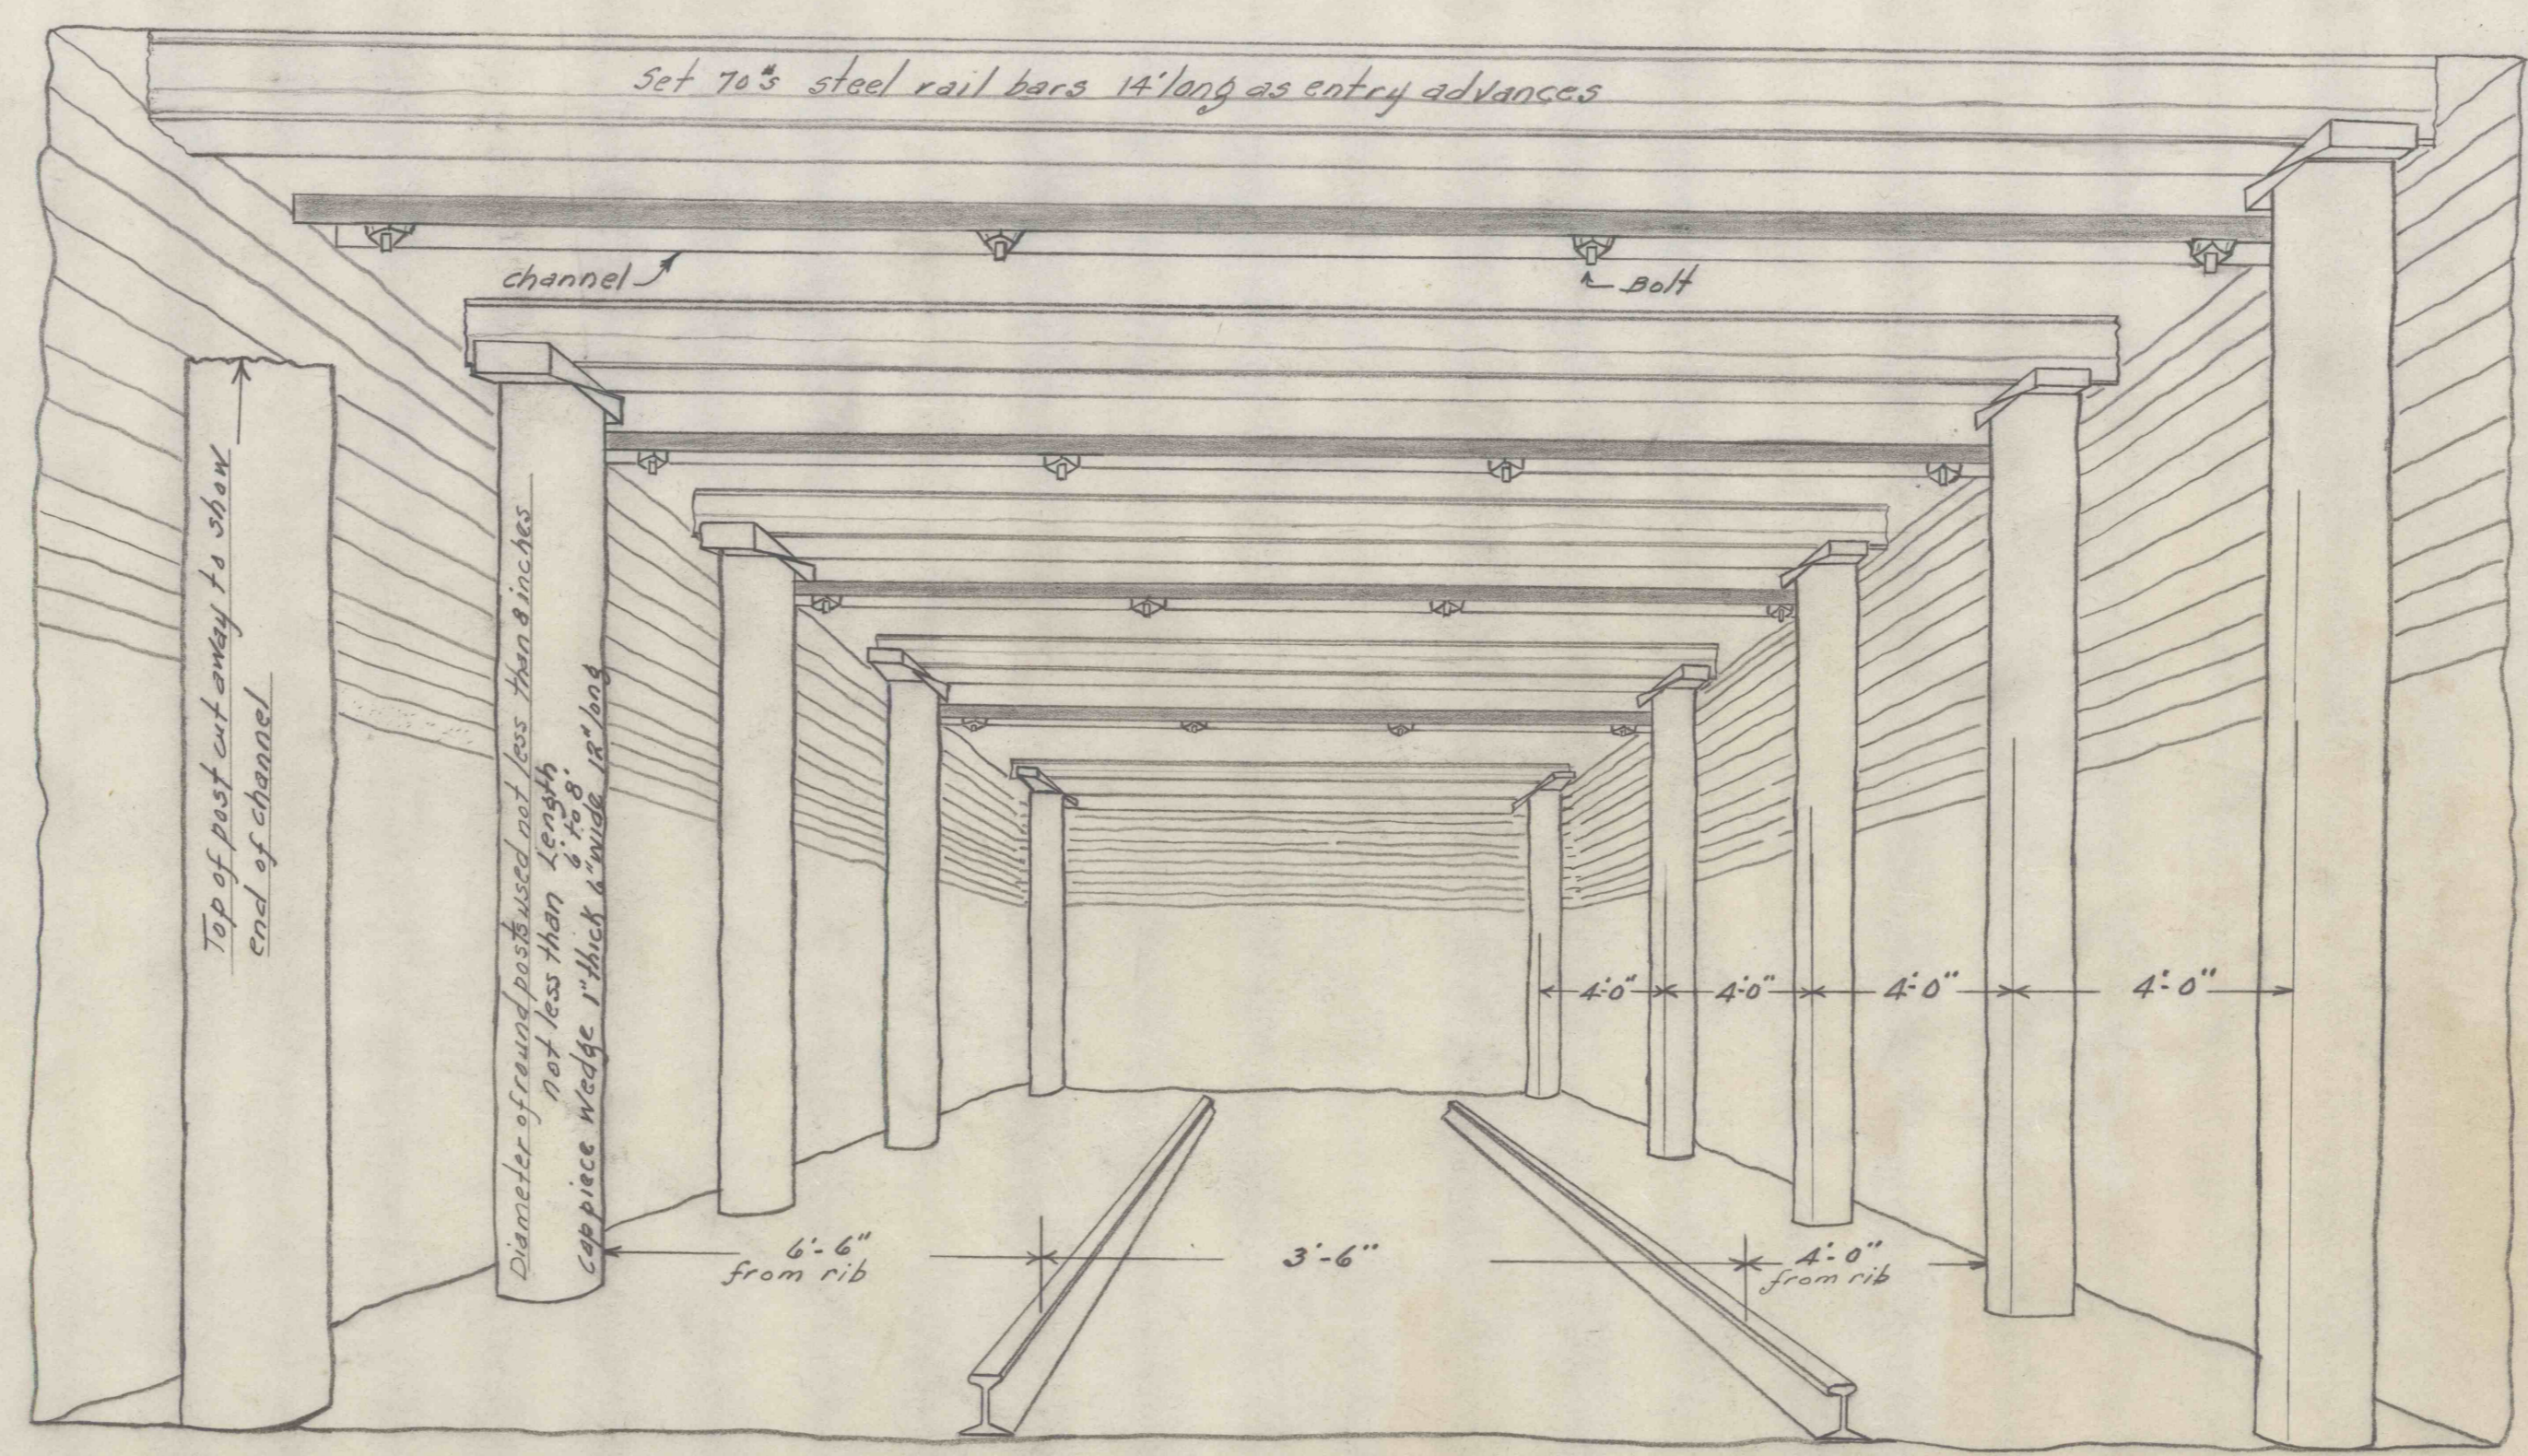 Set 70#s steel rail bars 14' long as entry advances
channel
Bolt
Top of post cut away to show
end of channel
Diameter of round posts used not less than 8 inches
Length
not less than 6' to 8'
cap piece wedge 1" thick 6" wide 12" long
4'-0"
4'-0"
4'-0"
4'-0"
6'-6"
from rib
3'-6"
4'-0"
from rib